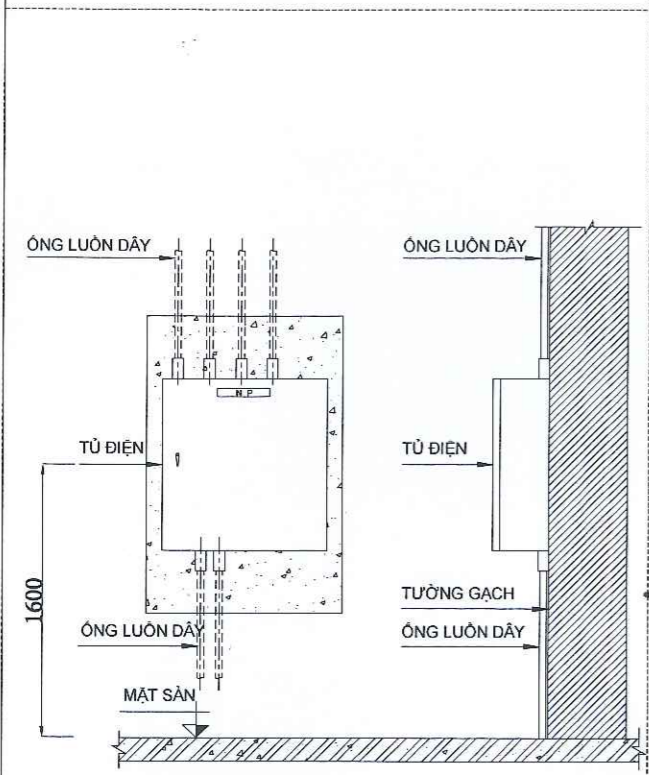 ỐNG LUỒN DÂY
ỐNG LUỒN DÂY
N P
TỦ ĐIỆN
TỦ ĐIỆN
1600
TƯỜNG GẠCH
ỐNG LUỒN DÂY
ỐNG LUỒN DÂY
MẶT SÀN